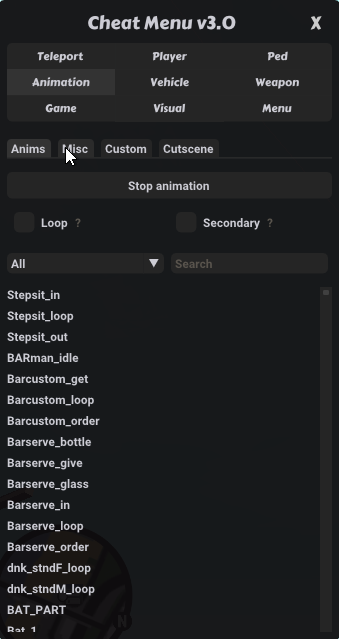 Cheat Menu v3.0 X
Teleport Player Ped
Animation Vehicle Weapon
Game Visual Menu
Anims Misc Custom Cutscene
Stop animation
Loop ? Secondary ?
All Search
Stepsit_in
Stepsit_loop
Stepsit_out
BARman_idle
Barcustom_get
Barcustom_loop
Barcustom_order
Barserve_bottle
Barserve_give
Barserve_glass
Barserve_in
Barserve_loop
Barserve_order
dnk_stndF_loop
dnk_stndM_loop
BAT_PART
Bat_1